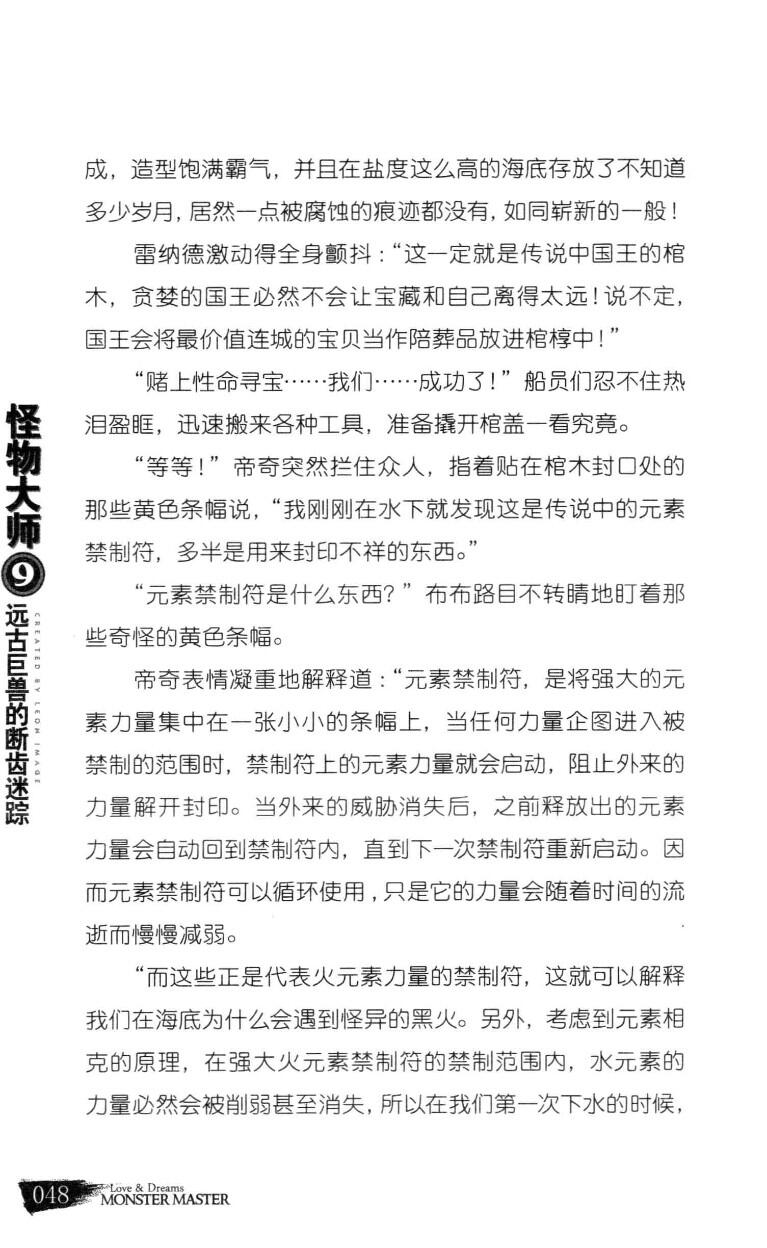 成，造型饱满霸气，并且在盐度这么高的海底存放了不知道
多少岁月，居然一点被腐蚀的痕迹都没有，如同崭新的一般！
雷纳德激动得全身颤抖：“这一定就是传说中国王的棺
木，贪婪的国王必然不会让宝藏和自己离得太远！说不定，
国王会将最价值连城的宝贝当作陪葬品放进棺椁中！”
“赌上性命寻宝……我们……成功了！”船员们忍不住热
泪盈眶，迅速搬来各种工具，准备撬开棺盖一看究竟。
“等等！”帝奇突然拦住众人，指着贴在棺木封口处的
那些黄色条幅说，“我刚刚在水下就发现这是传说中的元素
禁制符，多半是用来封印不祥的东西。”
“元素禁制符是什么东西？”布布路目不转睛地盯着那
些奇怪的黄色条幅。
帝奇表情凝重地解释道：“元素禁制符，是将强大的元
素力量集中在一张小小的条幅上，当任何力量企图进入被
禁制的范围时，禁制符上的元素力量就会启动，阻止外来的
力量解开封印。当外来的威胁消失后，之前释放出的元素
力量会自动回到禁制符内，直到下一次禁制符重新启动。因
而元素禁制符可以循环使用，只是它的力量会随着时间的流
逝而慢慢减弱。
“而这些正是代表火元素力量的禁制符，这就可以解释
我们在海底为什么会遇到怪异的黑火。另外，考虑到元素相
克的原理，在强大火元素禁制符的禁制范围内，水元素的
力量必然会被削弱甚至消失，所以在我们第一次下水的时候，
怪物大师
9
远古巨兽的断齿迷踪
CREATED BY LEON IMAGE
048
Love & Dreams
MONSTER MASTER